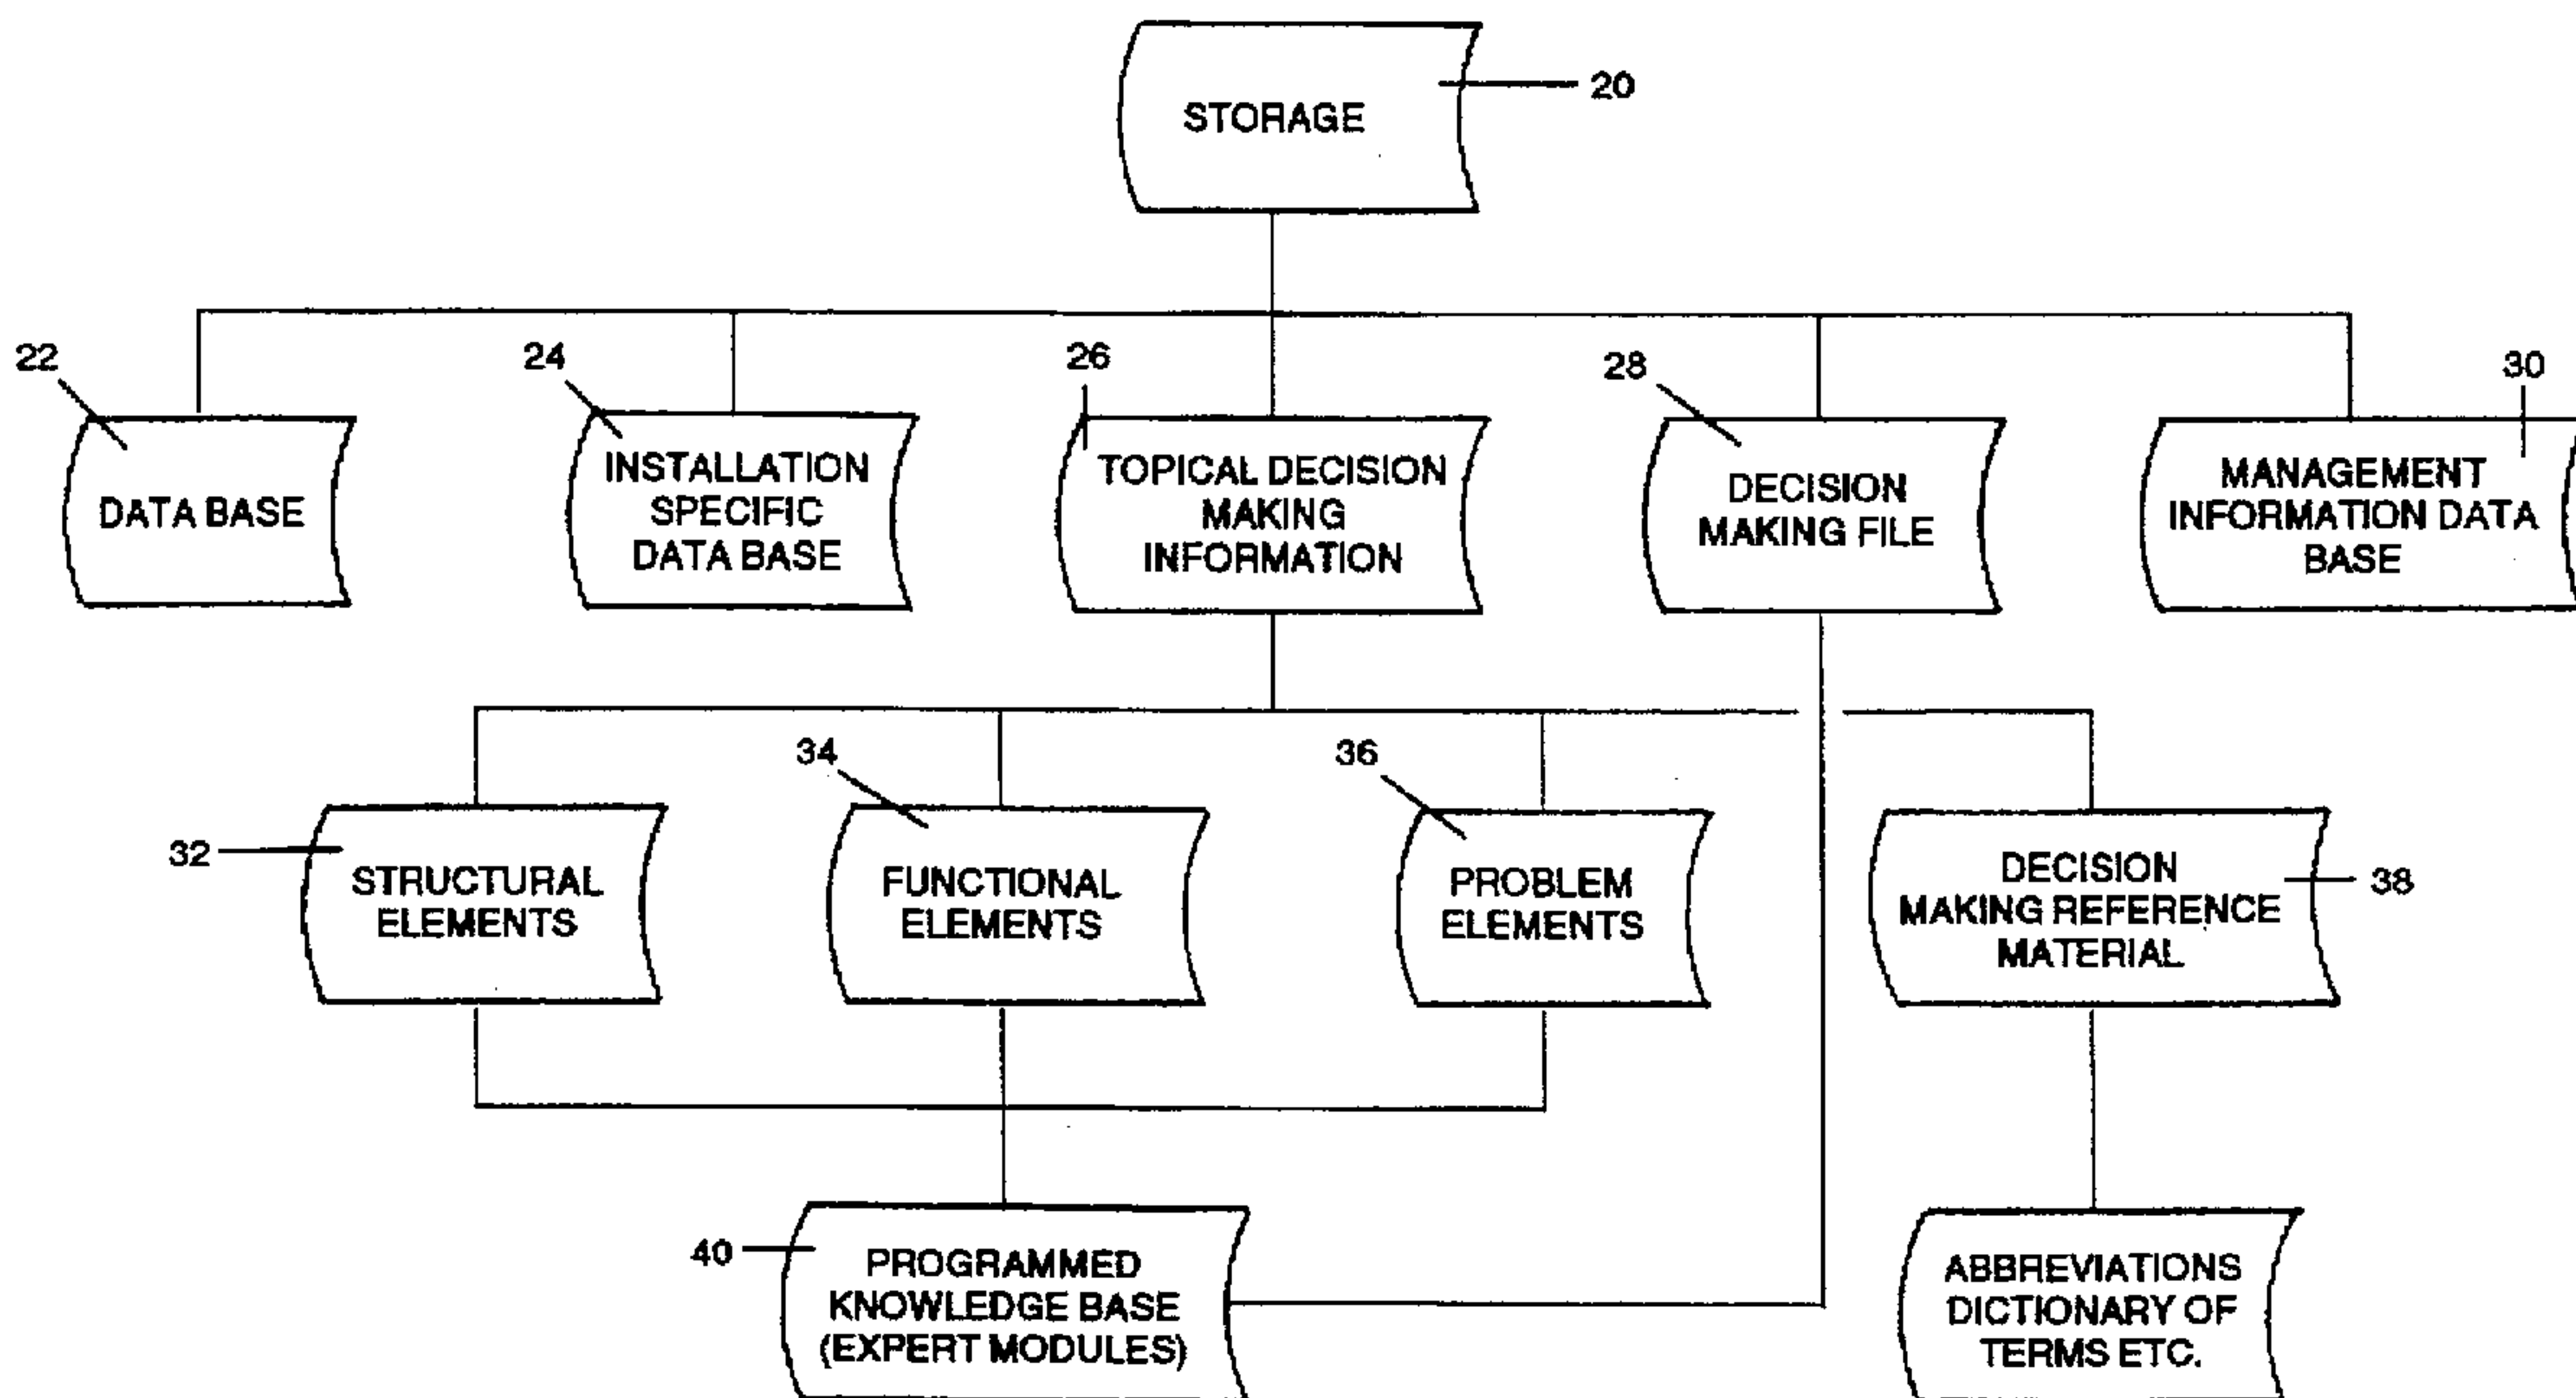 STORAGE
20
22
24
26
28
30
DATA BASE
INSTALLATION
SPECIFIC
DATA BASE
TOPICAL DECISION
MAKING
INFORMATION
DECISION
MAKING FILE
MANAGEMENT
INFORMATION DATA
BASE
32
34
36
38
STRUCTURAL
ELEMENTS
FUNCTIONAL
ELEMENTS
PROBLEM
ELEMENTS
DECISION
MAKING REFERENCE
MATERIAL
40
PROGRAMMED
KNOWLEDGE BASE
(EXPERT MODULES)
ABBREVIATIONS
DICTIONARY OF
TERMS ETC.